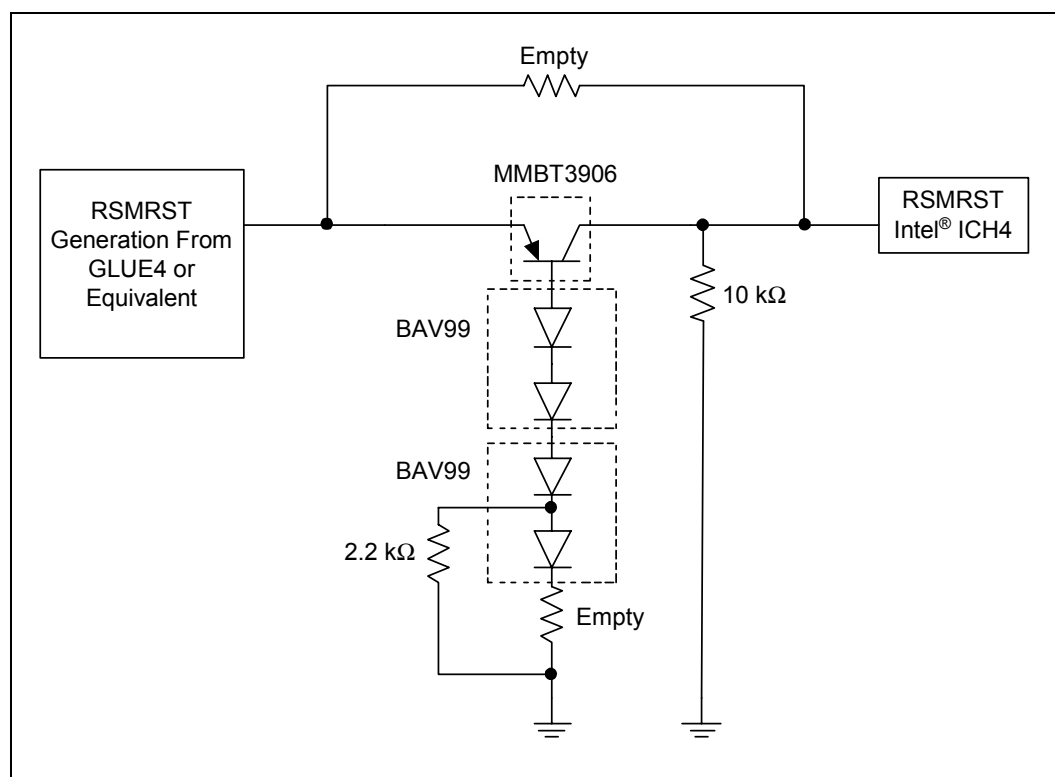 Empty
MMBT3906
RSMRST
Generation From
GLUE4 or
Equivalent
RSMRST
Intel® ICH4
10 kΩ
BAV99
BAV99
2.2 kΩ
Empty